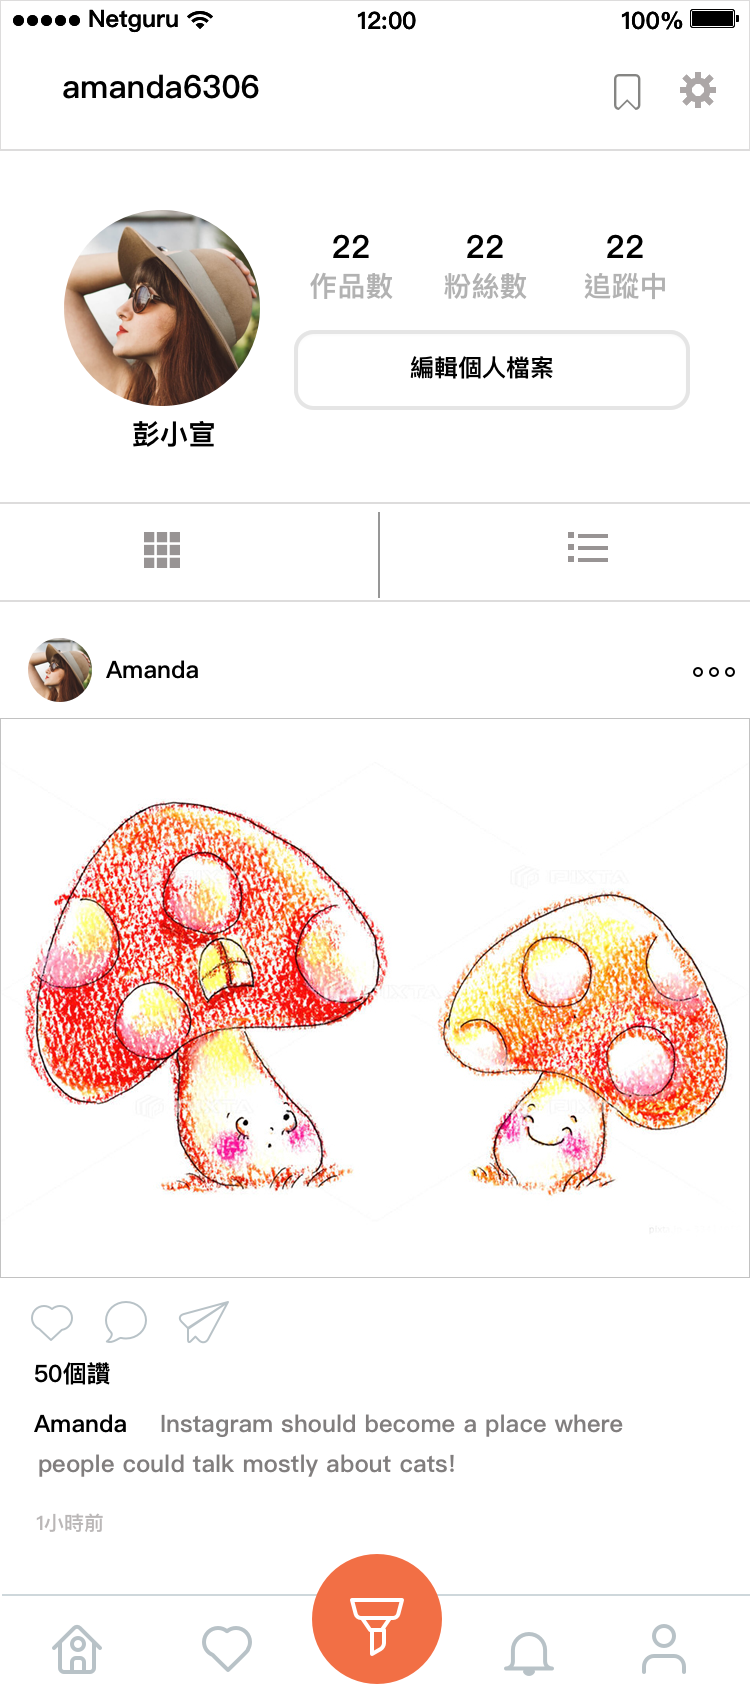 Netguru 12:00 100%
amanda6306
22 22 22
作品數 粉絲數 追蹤中
編輯個人檔案
彭小宣
Amanda
PIXTA
50個讚
Amanda Instagram should become a place where
people could talk mostly about cats!
1小時前